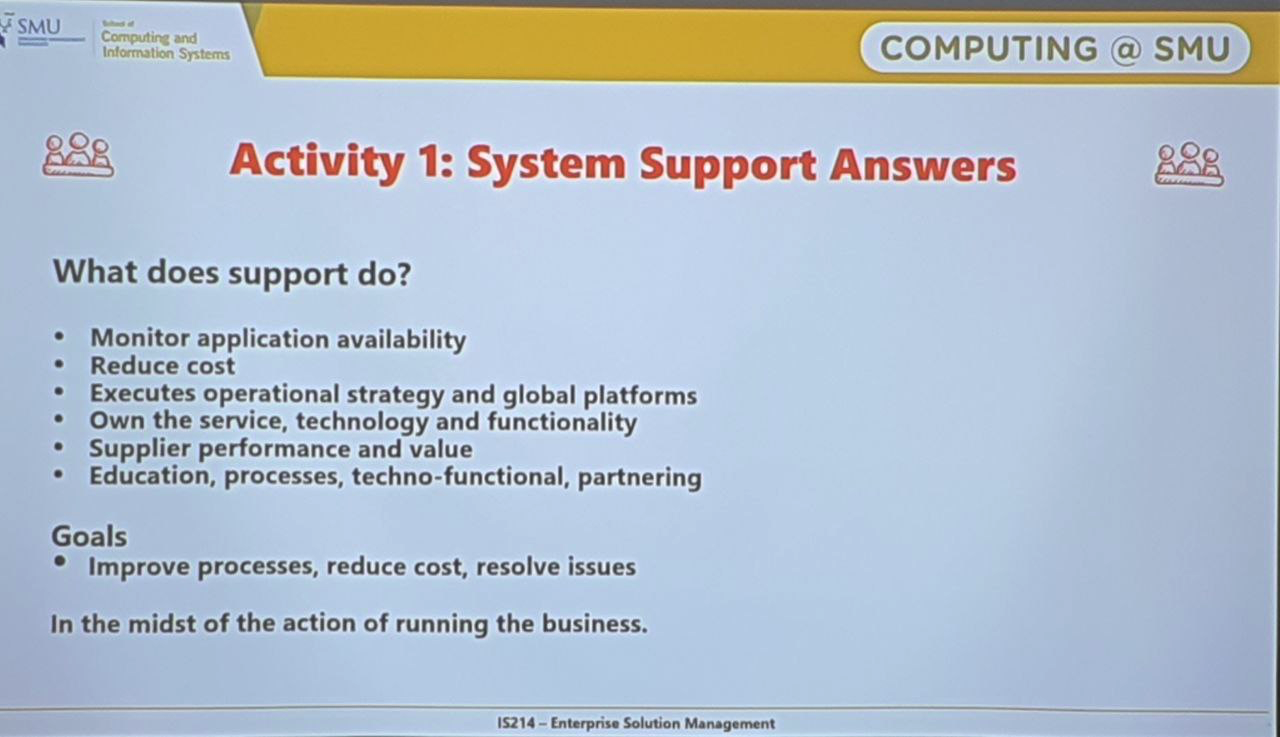 SMU
School of
Computing and
Information Systems
COMPUTING @ SMU
Activity 1: System Support Answers
What does support do?
• Monitor application availability
• Reduce cost
• Executes operational strategy and global platforms
• Own the service, technology and functionality
• Supplier performance and value
• Education, processes, techno-functional, partnering
Goals
• Improve processes, reduce cost, resolve issues
In the midst of the action of running the business.
IS214 – Enterprise Solution Management